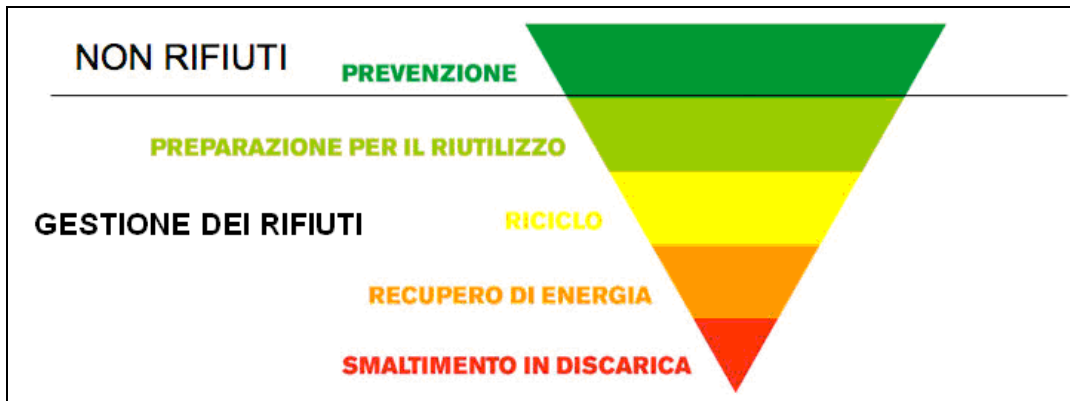 NON RIFIUTI
PREVENZIONE
PREPARAZIONE PER IL RIUTILIZZO
GESTIONE DEI RIFIUTI
RICICLO
RECUPERO DI ENERGIA
SMALTIMENTO IN DISCARICA